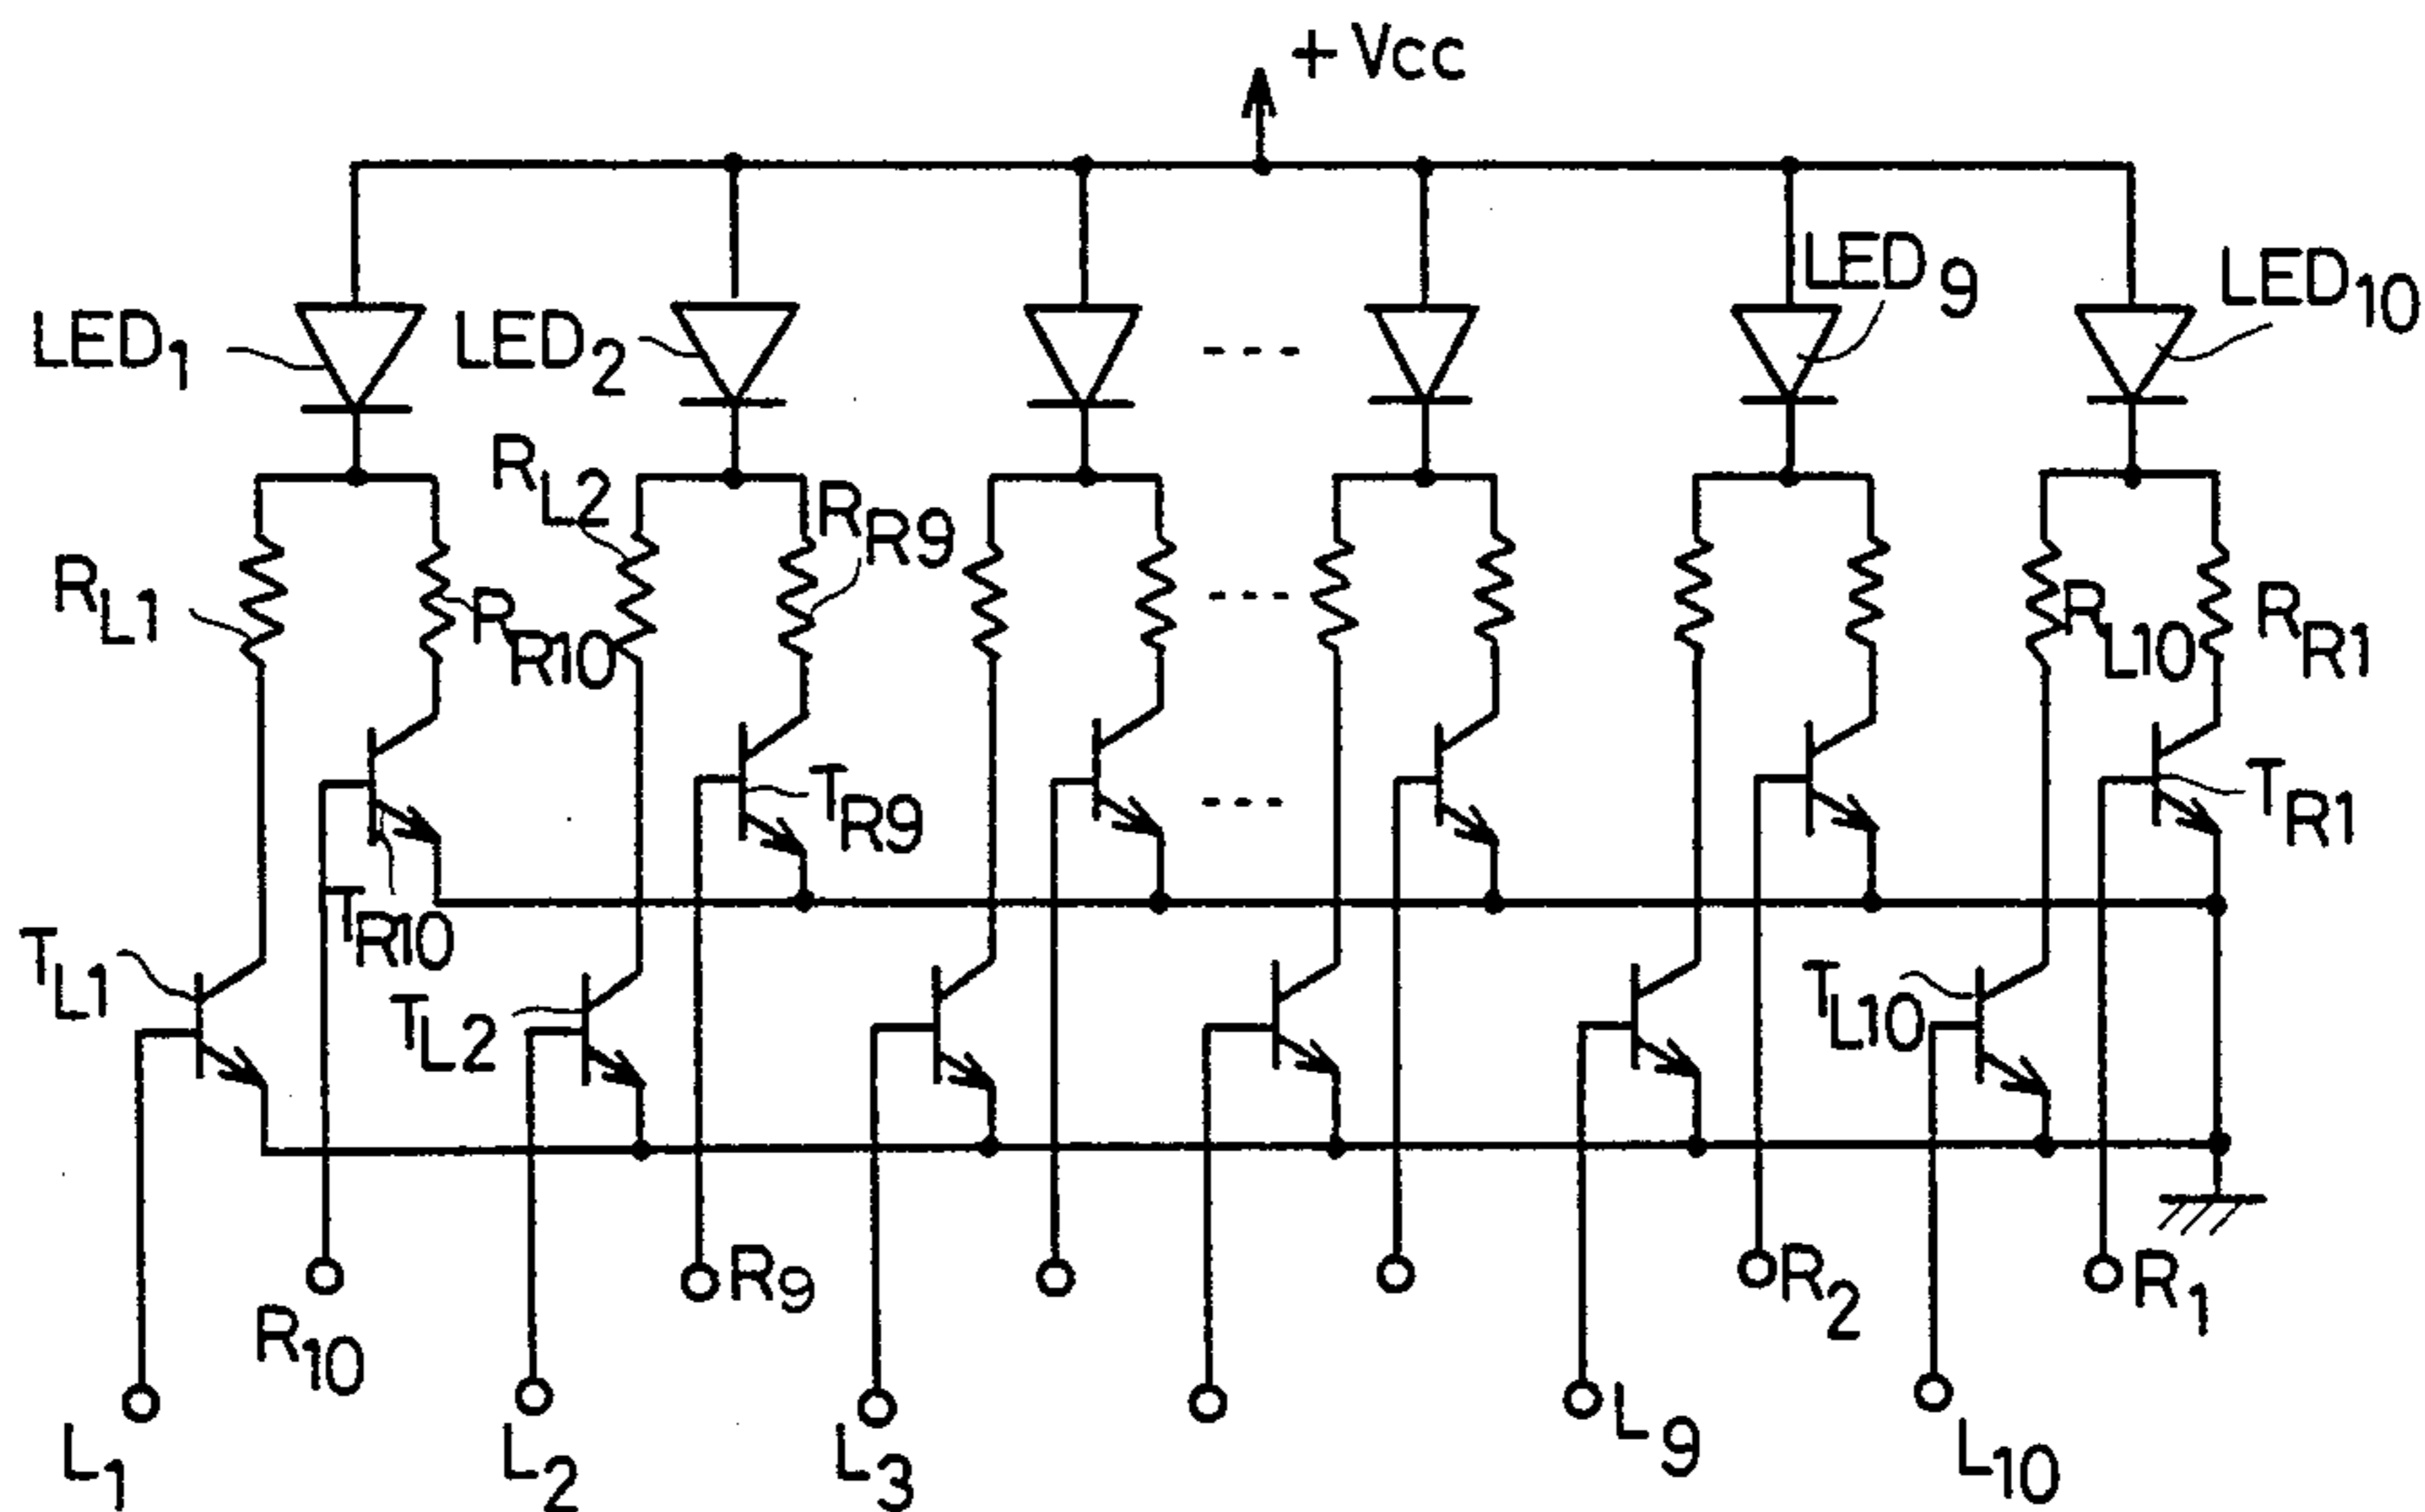 +Vcc
LED1
LED2
LED9
LED10
RL1
RR10
RL2
RR9
RL10
RR1
TR10
TR9
TR1
TL1
TL2
TL10
R10
R9
R2
R1
L1
L2
L3
L9
L10